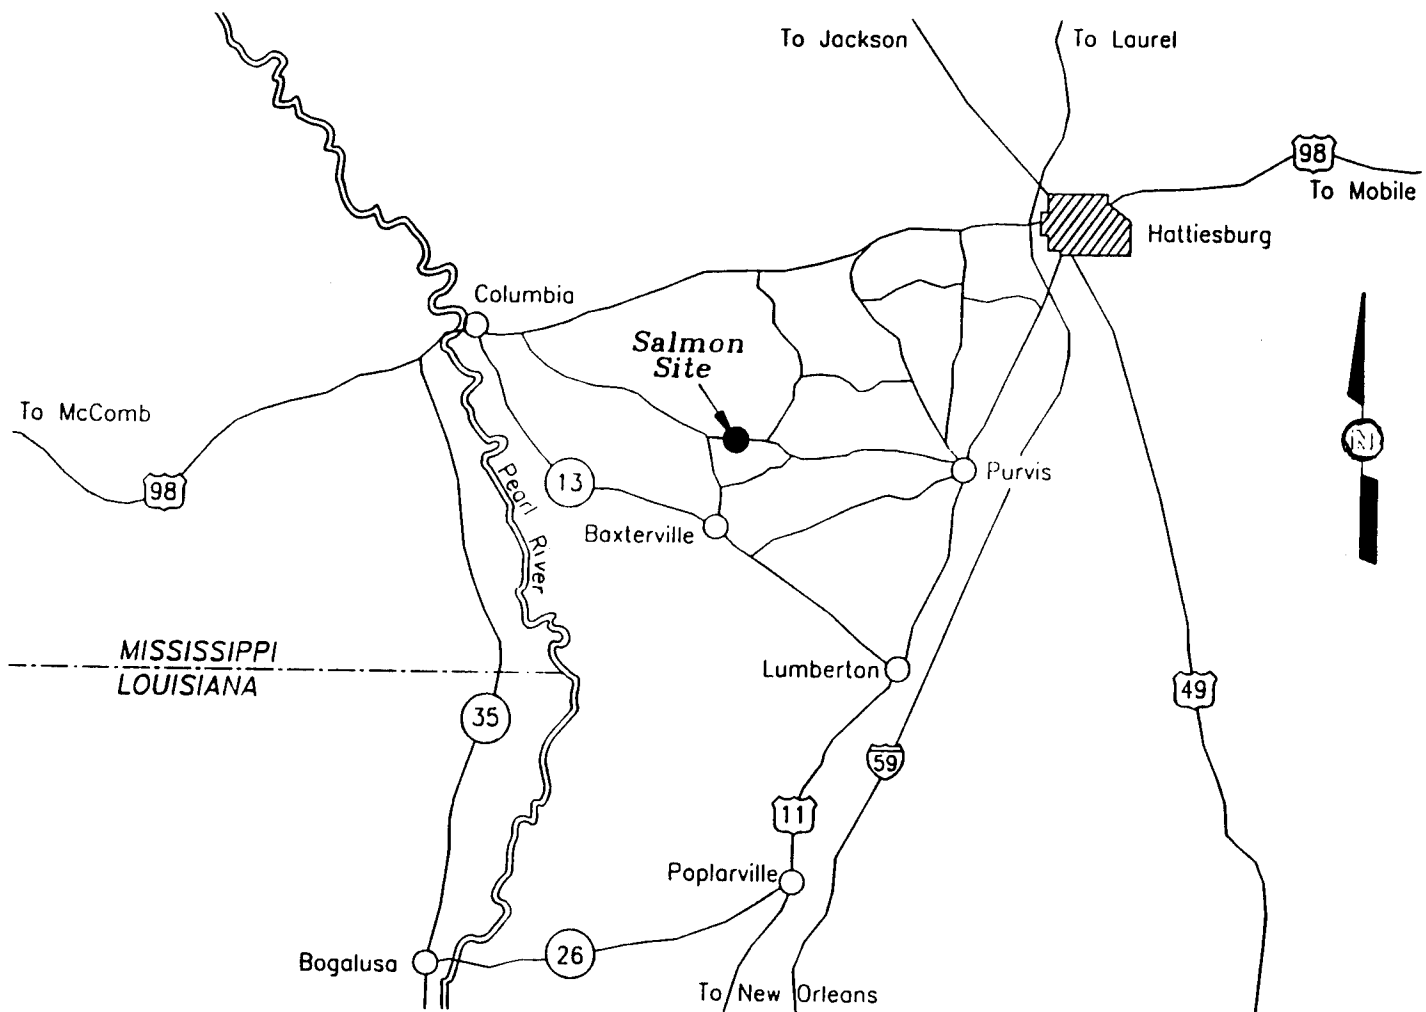 To Jackson
To Laurel
98
To Mobile
Hattiesburg
Columbia
Salmon
Site
To McComb
98
13
Pearl River
Purvis
N
Baxterville
MISSISSIPPI
LOUISIANA
Lumberton
35
49
59
11
Poplarville
Bogalusa
26
To New Orleans